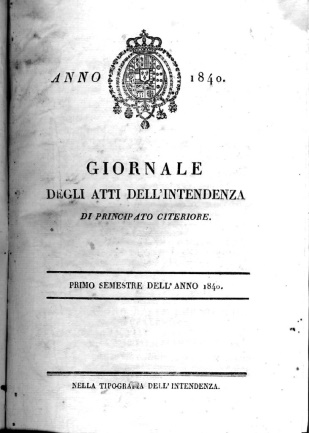 ANNO 1840.
GIORNALE
DEGLI ATTI DELL'INTENDENZA
DI PRINCIPATO CITERIORE.
PRIMO SEMESTRE DELL'ANNO 1840.
NELLA TIPOGRAFIA DELL'INTENDENZA.